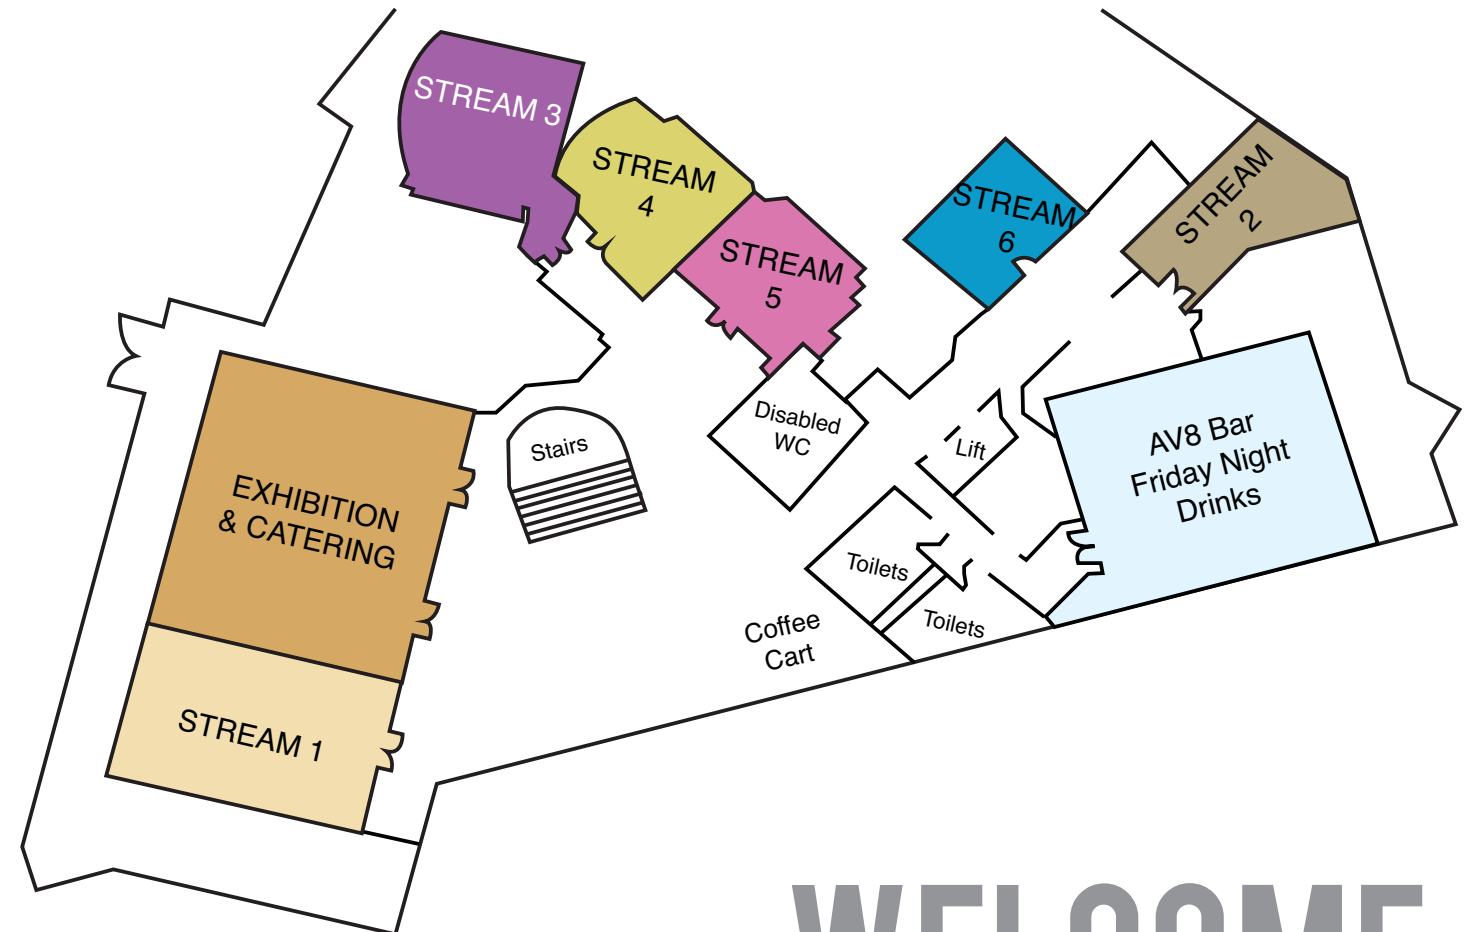 STREAM 3
STREAM
4
STREAM
5
STREAM
6
STREAM
2
Disabled
WC
Stairs
Lift
AV8 Bar
Friday Night
Drinks
EXHIBITION
& CATERING
Toilets
Toilets
Coffee
Cart
STREAM 1
WELCOME